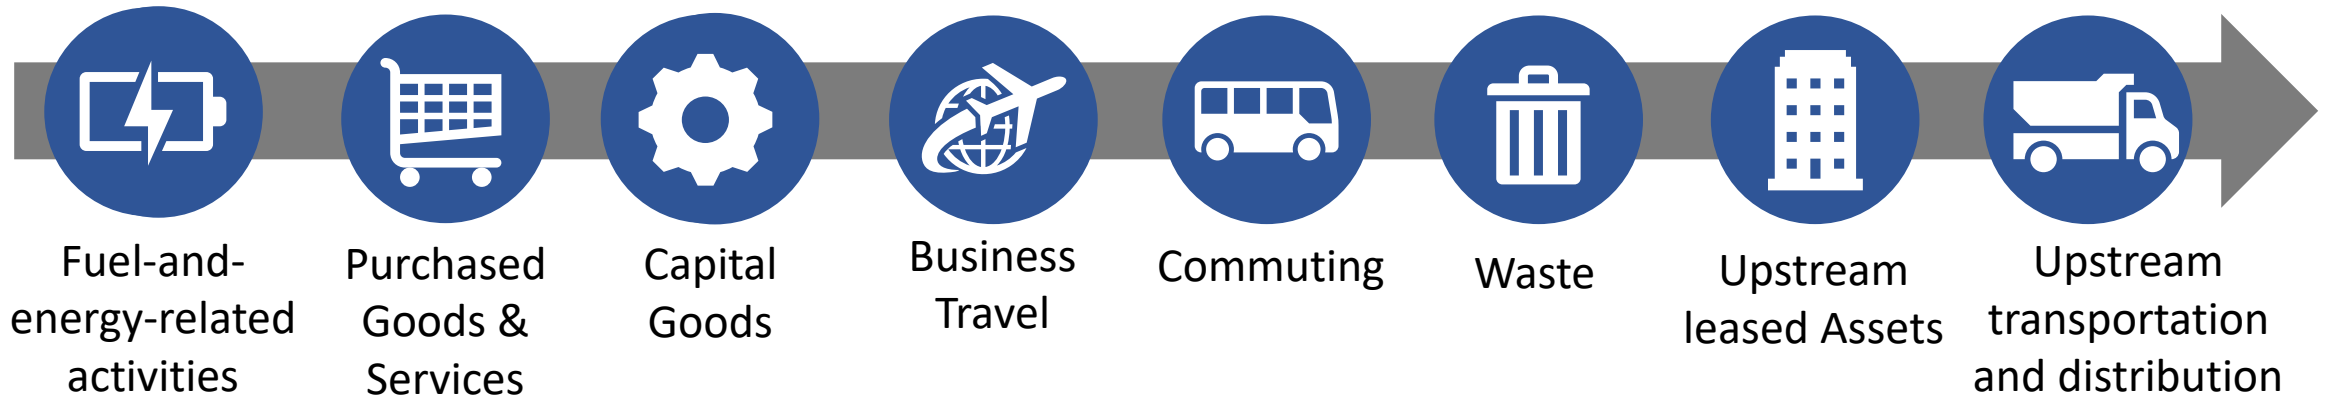 Fuel-and-
energy-related
activities
Purchased
Goods &
Services
Capital
Goods
Business
Travel
Commuting
Waste
Upstream
leased Assets
Upstream
transportation
and distribution